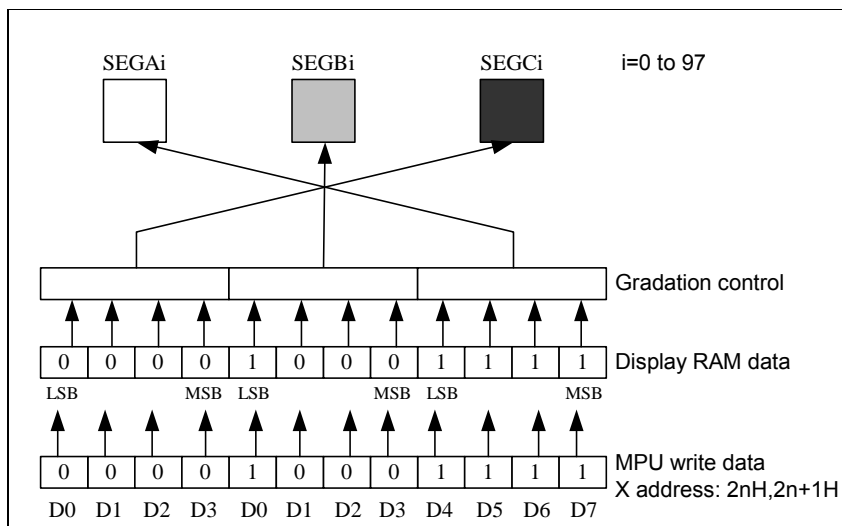 SEGAi SEGBi SEGCi i=0 to 97
Gradation control
0 0 0 0 1 0 0 0 1 1 1 1 Display RAM data
LSB MSB LSB MSB LSB MSB
0 0 0 0 1 0 0 0 1 1 1 1 MPU write data
X address: 2nH,2n+1H
D0 D1 D2 D3 D0 D1 D2 D3 D4 D5 D6 D7